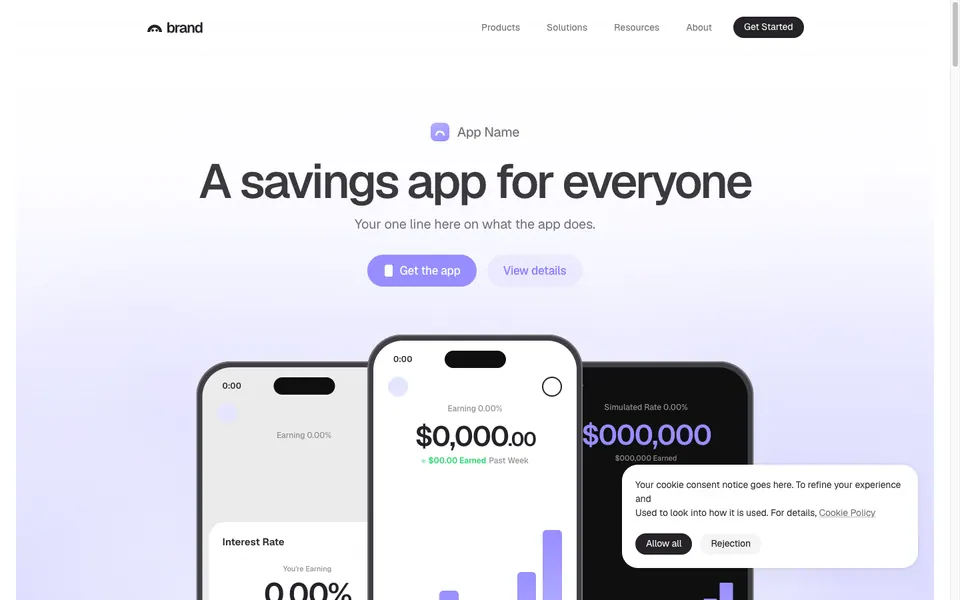 brand
Products
Solutions
Resources
About
Get Started
App Name
A savings app for everyone
Your one line here on what the app does.
Get the app
View details
0:00
Earning 0.00%
Interest Rate
You're Earning
0.00%
0:00
Earning 0.00%
$0,000.00
+ $00.00 Earned Past Week
Simulated Rate 0.00%
$000,000
$000,000 Earned
Your cookie consent notice goes here. To refine your experience
and
Used to look into how it is used. For details, Cookie Policy
Allow all
Rejection